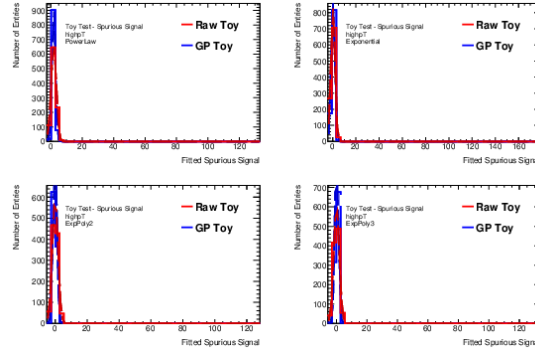 Number of Entries
900
800
700
600
500
400
300
200
100
0
Toy Test - Spurious Signal
highpT
PowerLaw
Raw Toy
GP Toy
0 20 40 60 80 100 120
Fitted Spurious Signal
Number of Entries
800
700
600
500
400
300
200
100
0
Toy Test - Spurious Signal
highpT
Exponential
Raw Toy
GP Toy
0 20 40 60 80 100 120 140 160
Fitted Spurious Signal
Number of Entries
600
500
400
300
200
100
0
Toy Test - Spurious Signal
highpT
ExpPoly2
Raw Toy
GP Toy
0 20 40 60 80 100 120
Fitted Spurious Signal
Number of Entries
700
600
500
400
300
200
100
0
Toy Test - Spurious Signal
highpT
ExpPoly3
Raw Toy
GP Toy
0 20 40 60 80 100 120
Fitted Spurious Signal